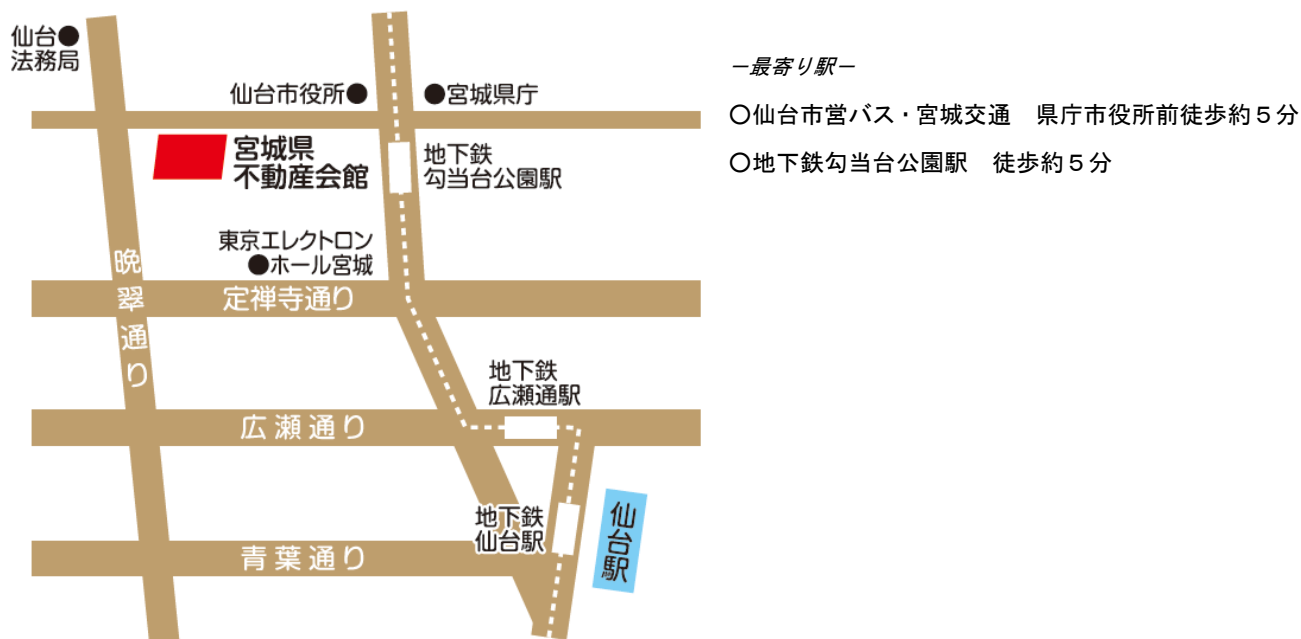 仙台●
法務局
仙台市役所●
●宮城県庁
宮城県
不動産会館
地下鉄
勾当台公園駅
東京エレクトロン
●ホール宮城
晩翠通り
定禅寺通り
地下鉄
広瀬通駅
広瀬通り
地下鉄
仙台駅
仙台駅
青葉通り
－最寄り駅－
○仙台市営バス・宮城交通　県庁市役所前徒歩約５分
○地下鉄勾当台公園駅　徒歩約５分